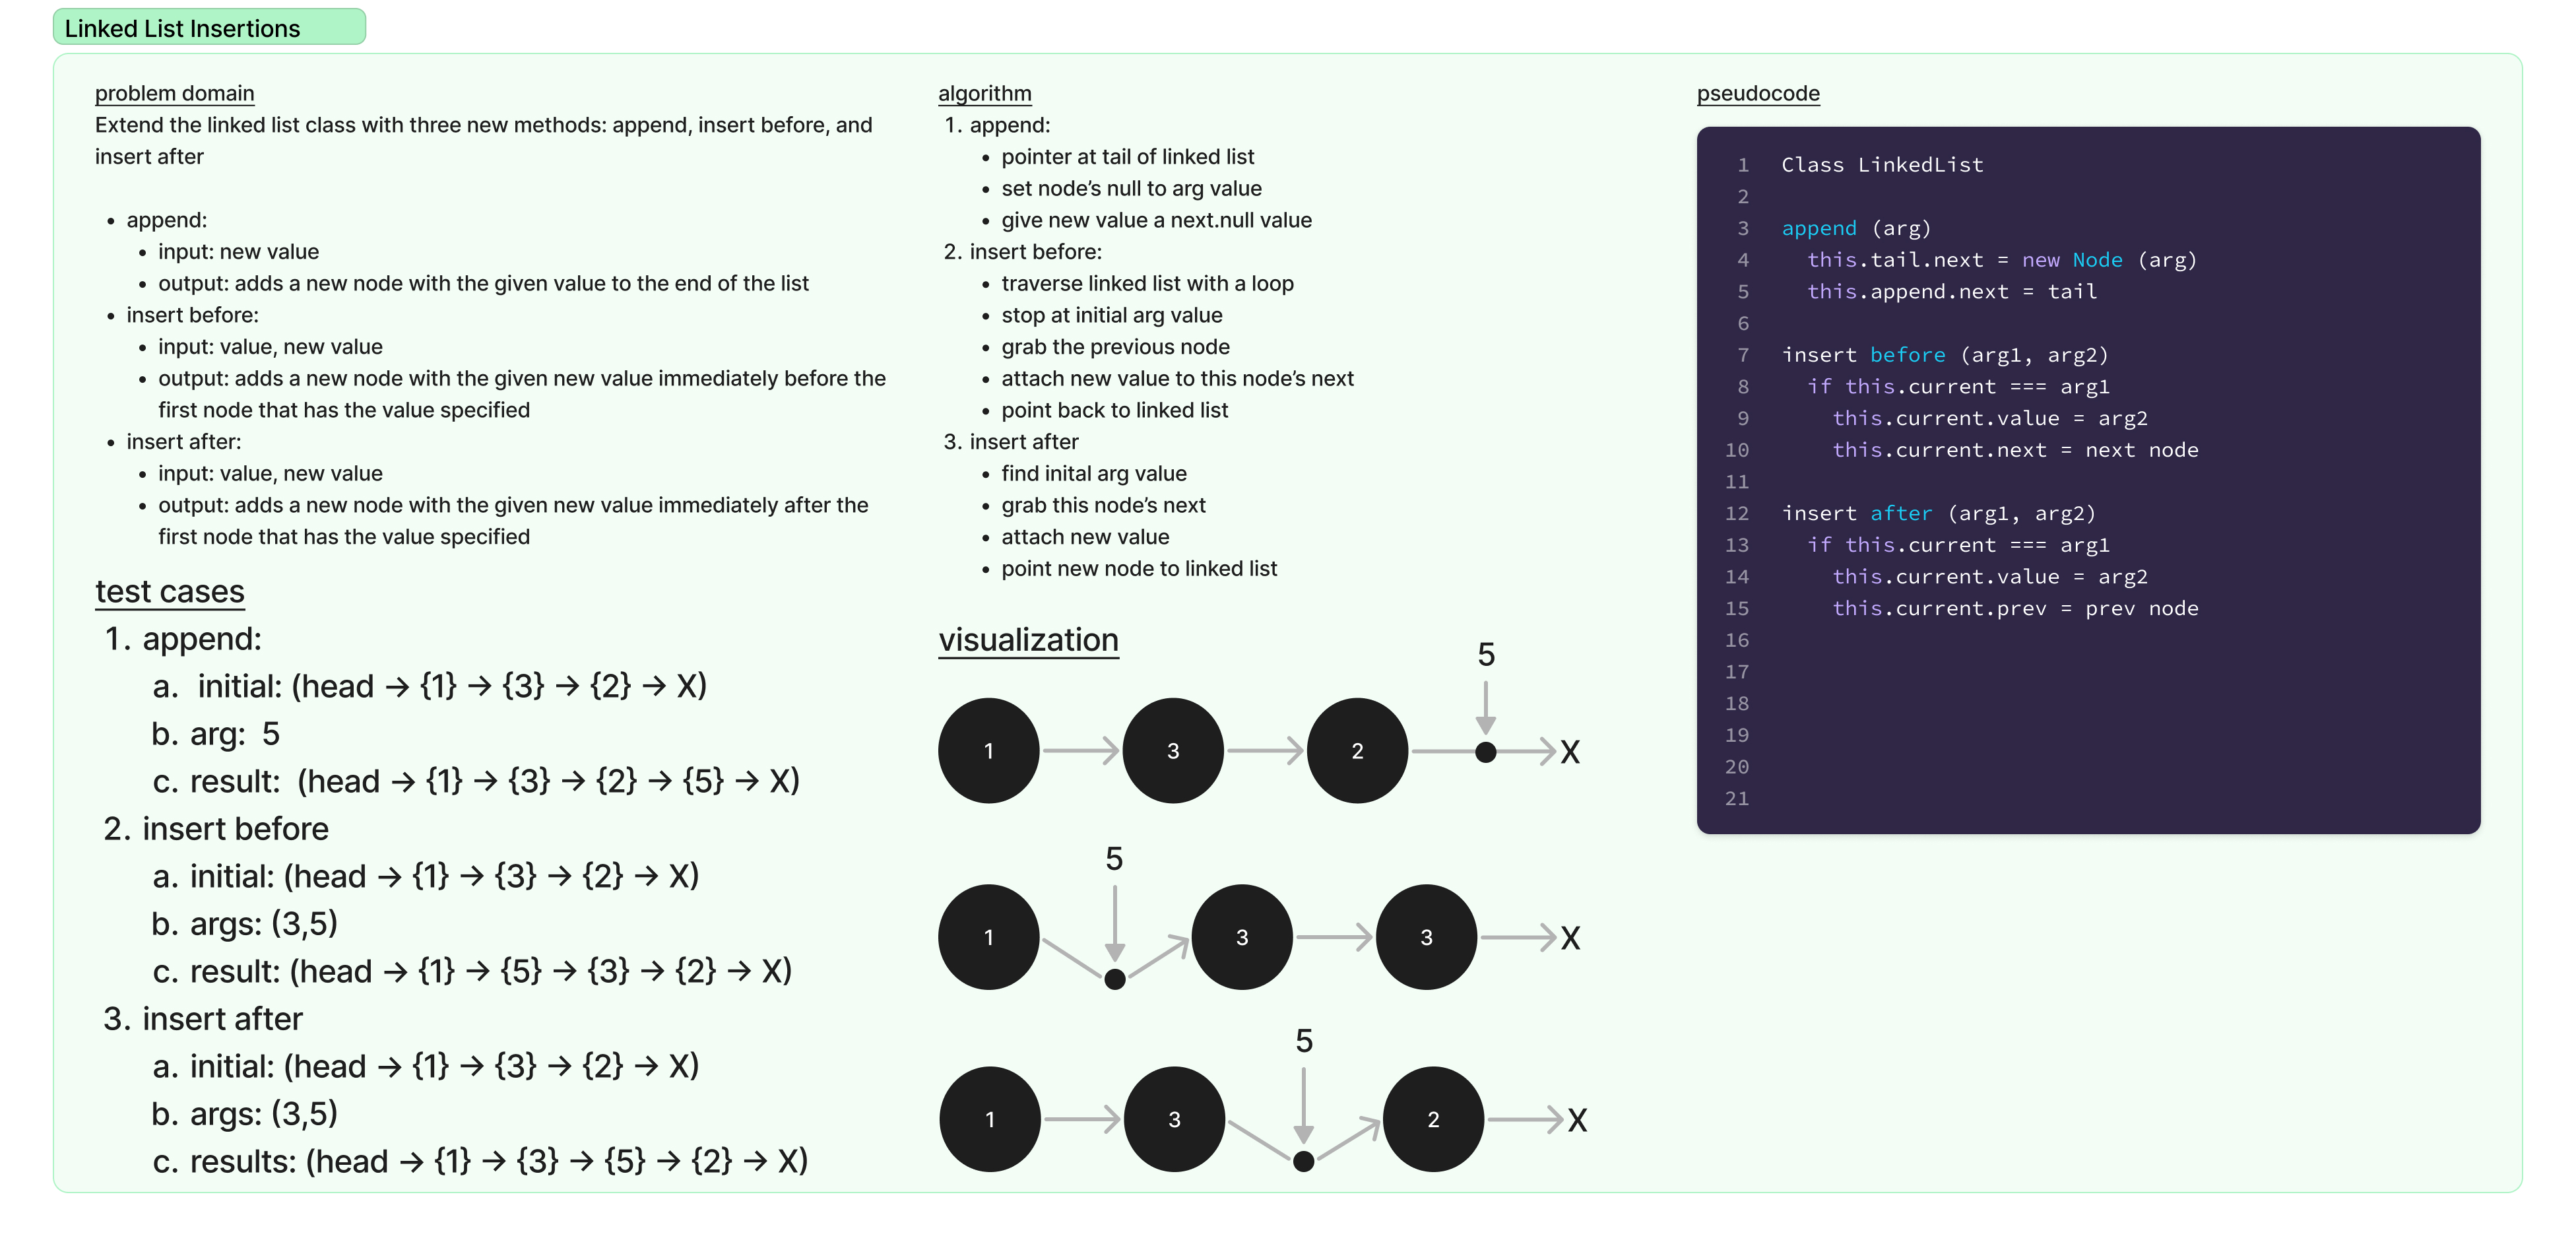 Linked List Insertions
problem domain
Extend the linked list class with three new methods: append, insert before, and
insert after
• append:
• input: new value
• output: adds a new node with the given value to the end of the list
• insert before:
• input: value, new value
• output: adds a new node with the given new value immediately before the
first node that has the value specified
• insert after:
• input: value, new value
• output: adds a new node with the given new value immediately after the
first node that has the value specified
test cases
1. append:
a. initial: (head → {1} → {3} → {2} → X)
b. arg: 5
c. result: (head → {1} → {3} → {2} → {5} → X)
2. insert before
a. initial: (head → {1} → {3} → {2} → X)
b. args: (3,5)
c. result: (head → {1} → {5} → {3} → {2} → X)
3. insert after
a. initial: (head → {1} → {3} → {2} → X)
b. args: (3,5)
c. results: (head → {1} → {3} → {5} → {2} → X)
algorithm
1. append:
• pointer at tail of linked list
• set node’s null to arg value
• give new value a next.null value
2. insert before:
• traverse linked list with a loop
• stop at initial arg value
• grab the previous node
• attach new value to this node’s next
• point back to linked list
3. insert after
• find inital arg value
• grab this node’s next
• attach new value
• point new node to linked list
visualization
5
1 3 2 X
5
1 3 3 X
5
1 3 2 X
pseudocode
1 Class LinkedList
2
3 append (arg)
4 this.tail.next = new Node (arg)
5 this.append.next = tail
6
7 insert before (arg1, arg2)
8 if this.current === arg1
9 this.current.value = arg2
10 this.current.next = next node
11
12 insert after (arg1, arg2)
13 if this.current === arg1
14 this.current.value = arg2
15 this.current.prev = prev node
16
17
18
19
20
21